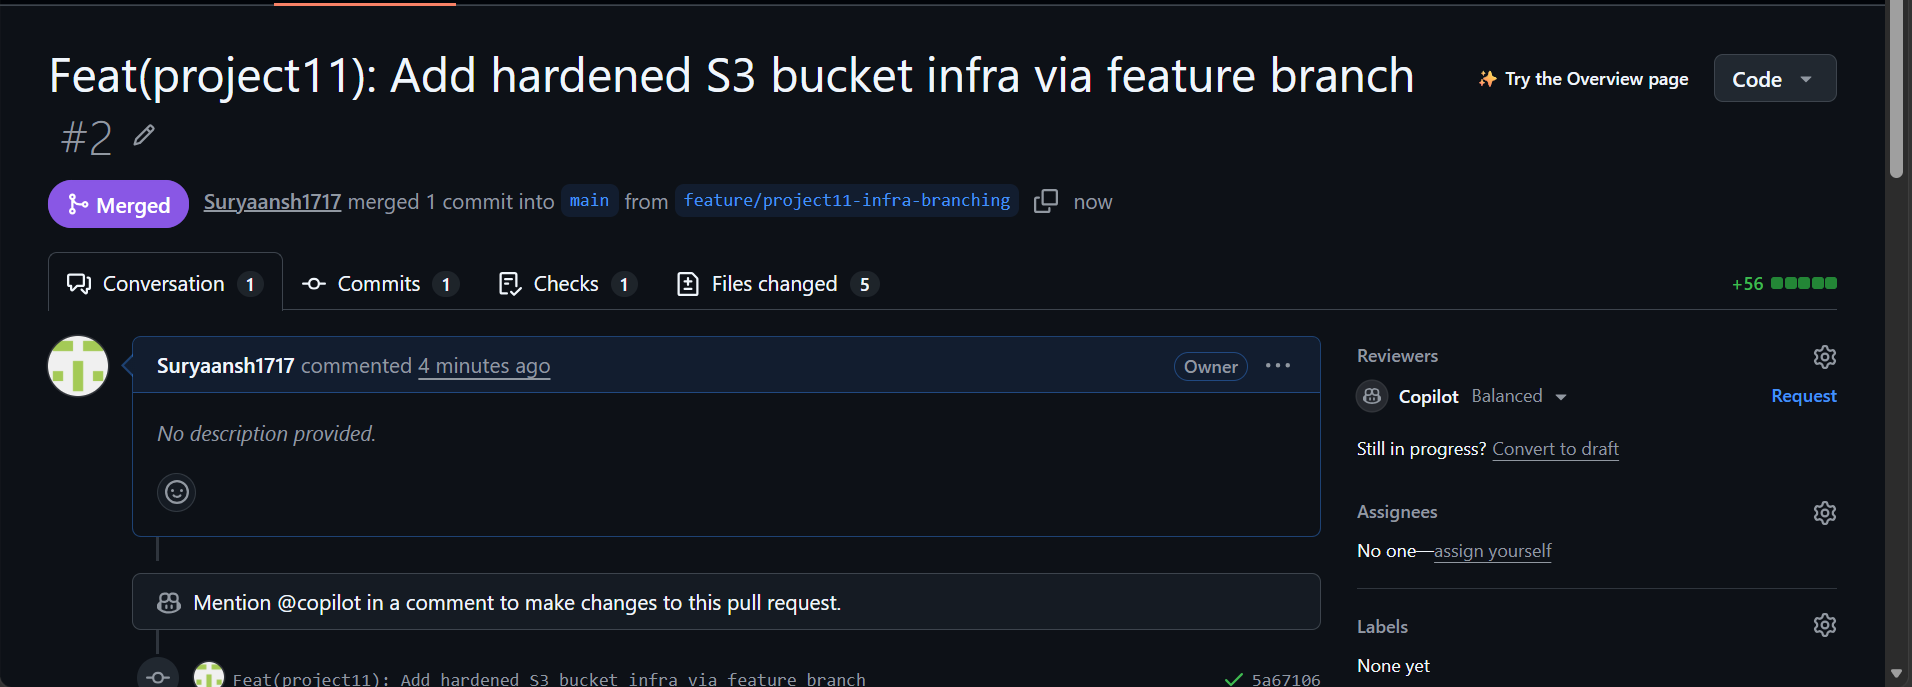 Feat(project11): Add hardened S3 bucket infra via feature branch
#2
Try the Overview page
Code
Merged
Suryaansh1717 merged 1 commit into main from feature/project11-infra-branching now
Conversation 1
Commits 1
Checks 1
Files changed 5
+56
Suryaansh1717 commented 4 minutes ago
Owner
No description provided.
Mention @copilot in a comment to make changes to this pull request.
Feat(project11): Add hardened S3 bucket infra via feature branch
5a67106
Reviewers
Copilot Balanced
Request
Still in progress? Convert to draft
Assignees
No one—assign yourself
Labels
None yet